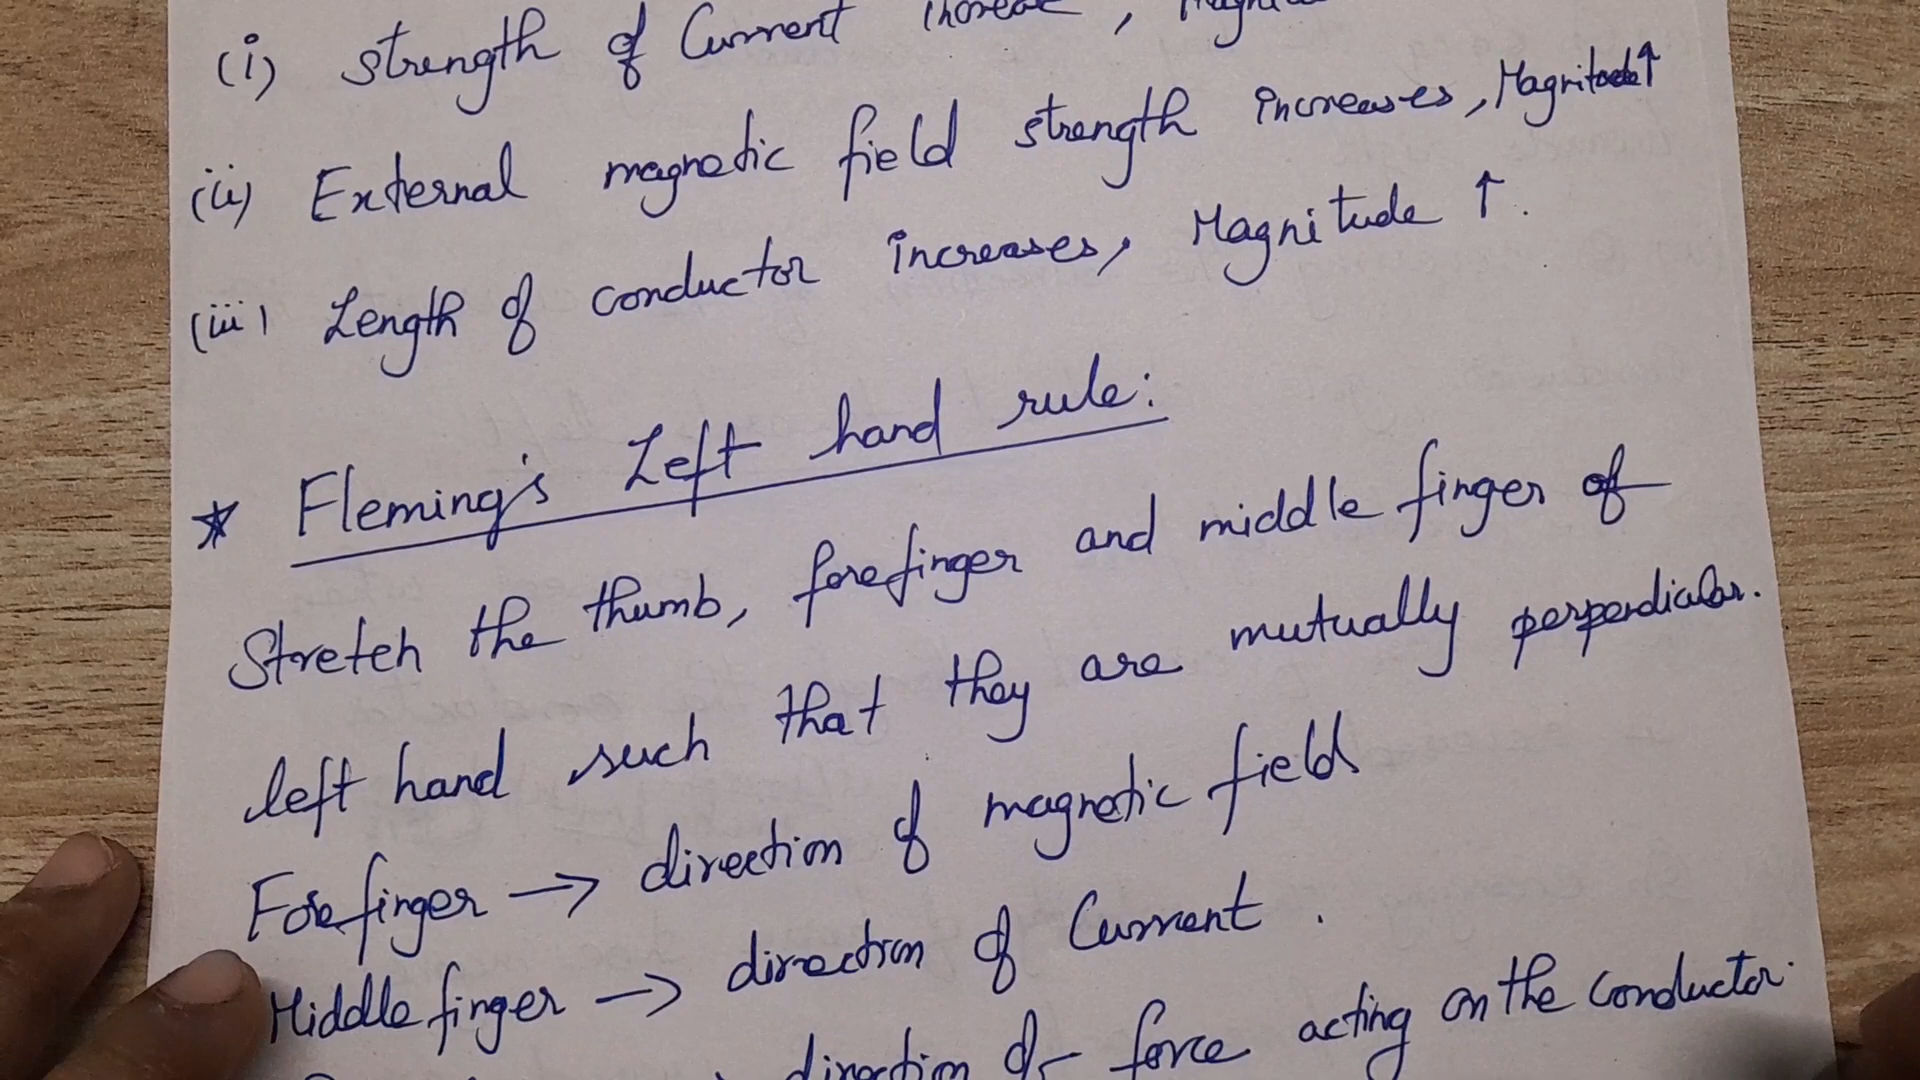 (i) strength of Current
(ii) External magnetic field strength increases, Magnitude↑
(iii) Length of conductor increases, Magnitude ↑.
* Fleming's Left hand rule:
Stretch the thumb, forefinger and middle finger of
left hand such that they are mutually perpendicular.
Forefinger → direction of magnetic field
Middle finger → direction of Current.
direction of force acting on the conductor.